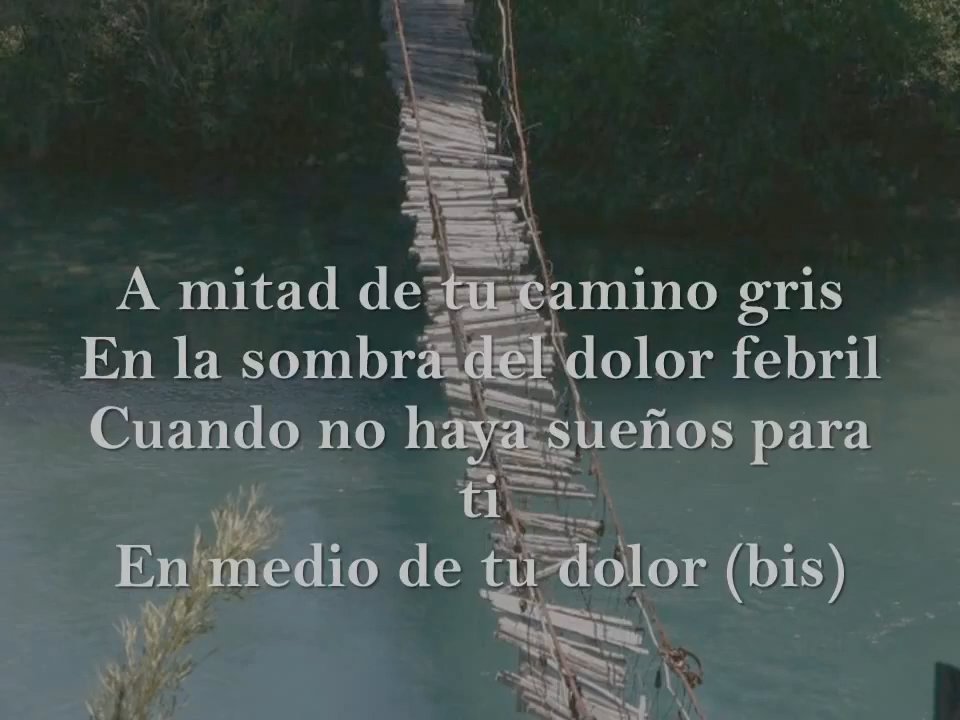 A mitad de tu camino gris
En la sombra del dolor febril
Cuando no haya sueños para
ti
En medio de tu dolor (bis)